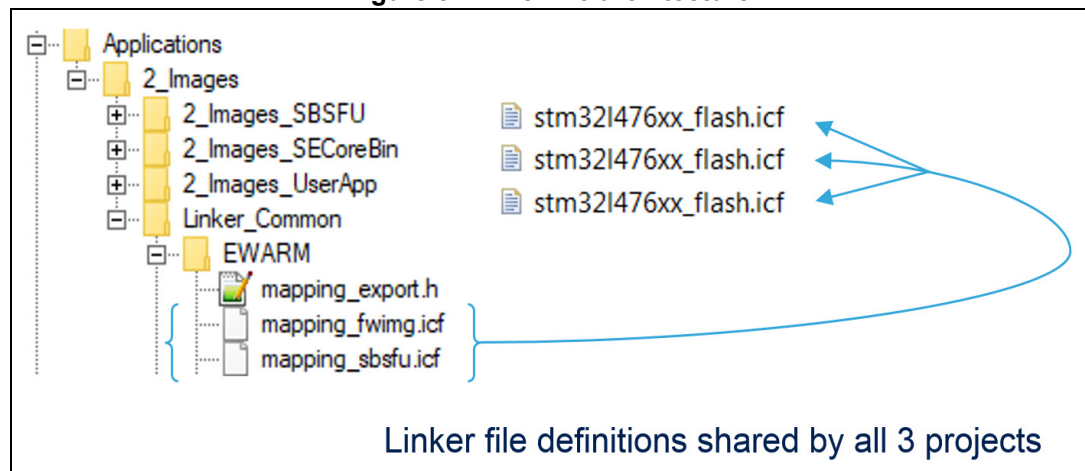 Applications
2_Images
2_Images_SBSFU
stm32l476xx_flash.icf
2_Images_SECoreBin
stm32l476xx_flash.icf
2_Images_UserApp
stm32l476xx_flash.icf
Linker_Common
EWARM
mapping_export.h
mapping_fwimg.icf
mapping_sbsfu.icf
Linker file definitions shared by all 3 projects